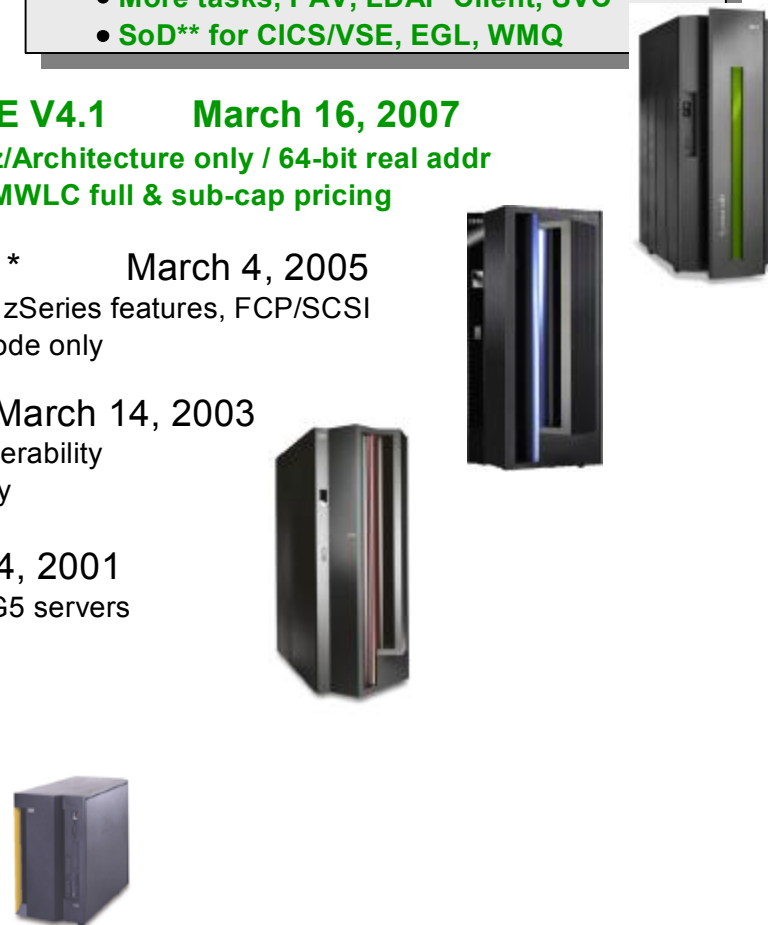 • More tasks, PAV, LDAP Client, SVC
• SoD** for CICS/VSE, EGL, WMQ
E V4.1 March 16, 2007
z/Architecture only / 64-bit real addr
MWLC full & sub-cap pricing
* March 4, 2005
zSeries features, FCP/SCSI
ode only
March 14, 2003
erability
y
4, 2001
G5 servers